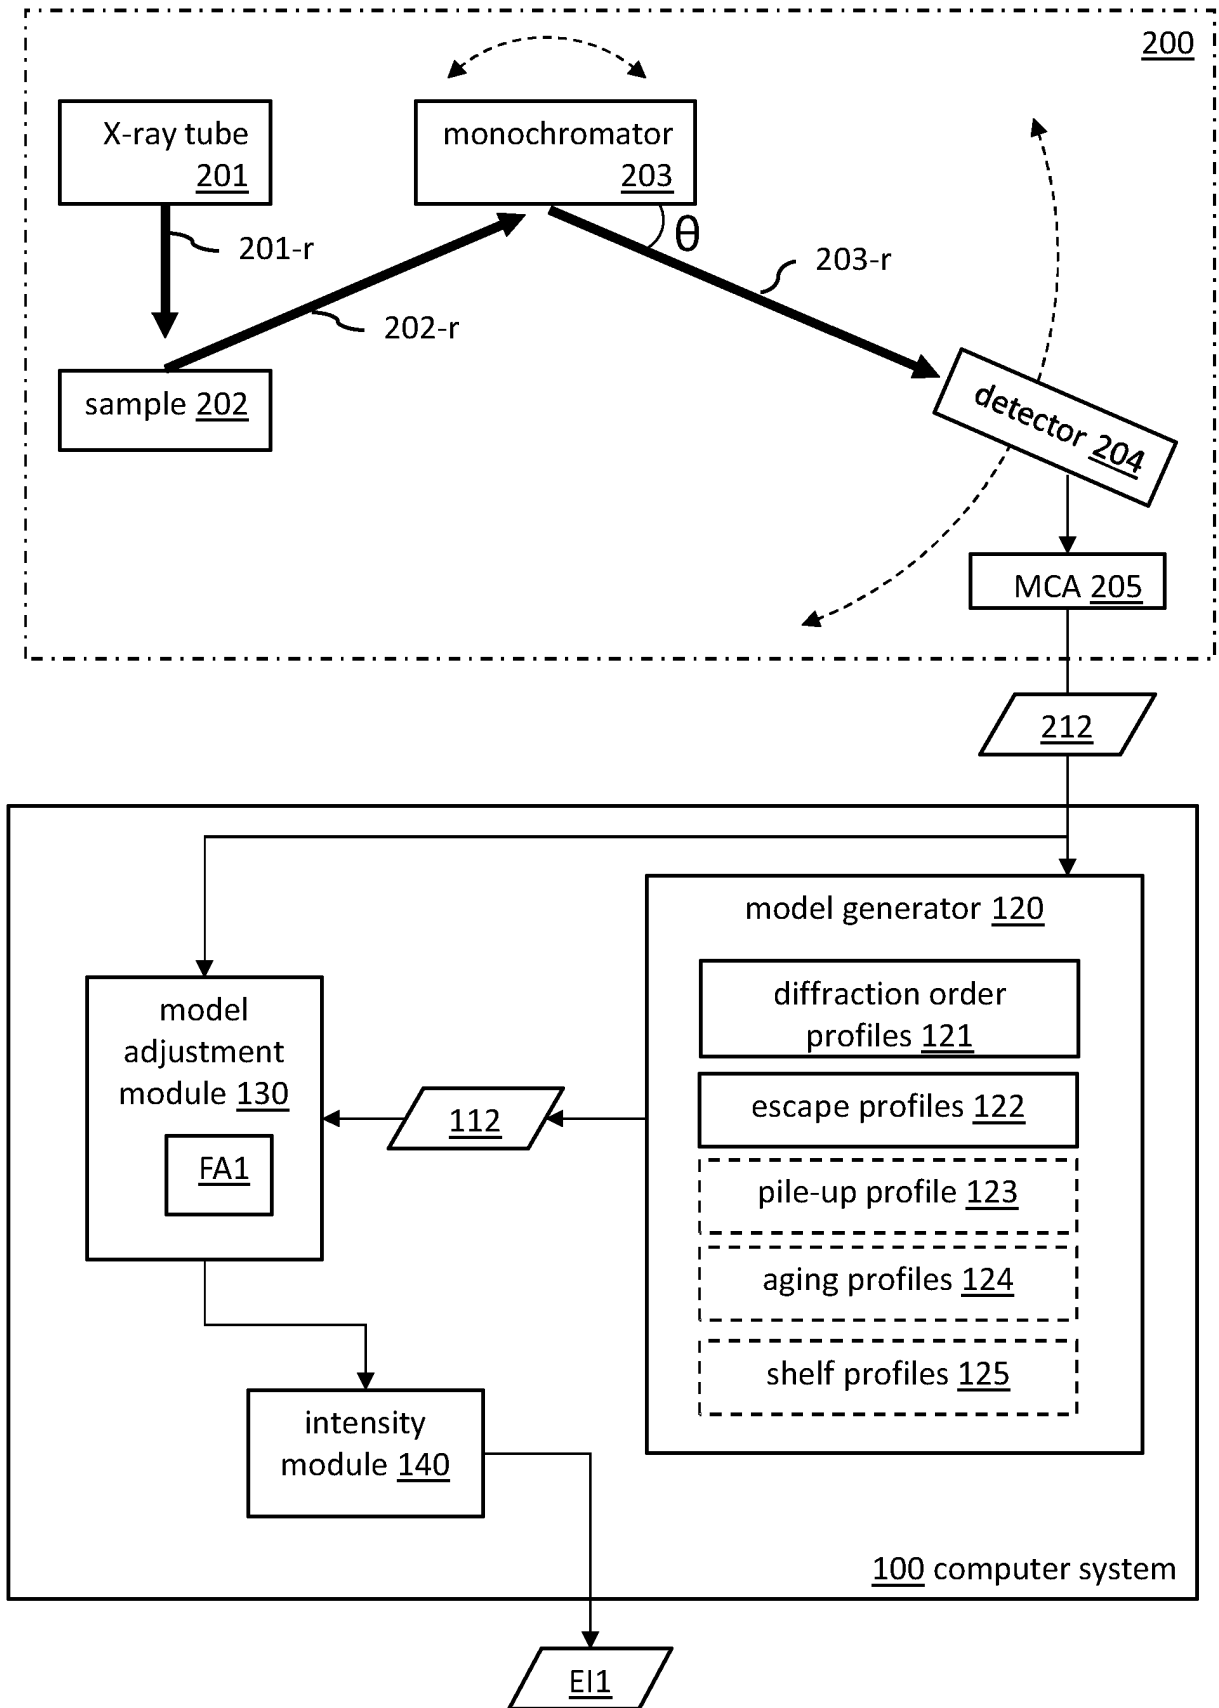 200
X-ray tube
201
monochromator
203
θ
201-r
203-r
202-r
sample 202
detector 204
MCA 205
212
model generator 120
diffraction order
profiles 121
model
adjustment
module 130
escape profiles 122
112
FA1
pile-up profile 123
aging profiles 124
shelf profiles 125
intensity
module 140
100 computer system
EI1